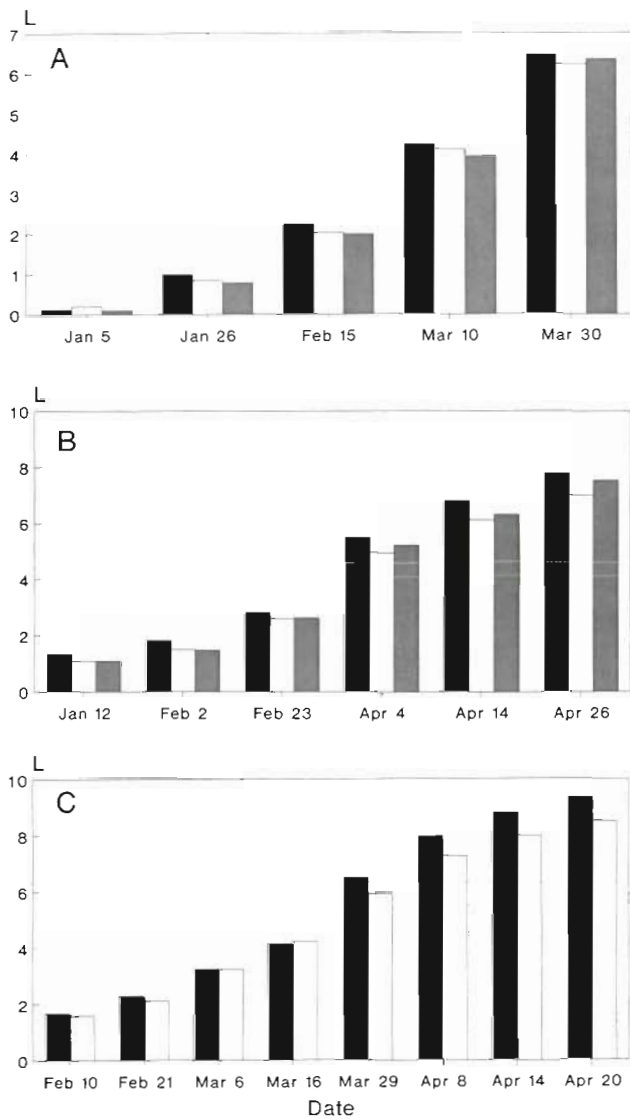 L
7
A
6
5
4
3
2
1
0
Jan 5 Jan 26 Feb 15 Mar 10 Mar 30
L
10
B
8
6
4
2
0
Jan 12 Feb 2 Feb 23 Apr 4 Apr 14 Apr 26
L
10
C
8
6
4
2
0
Feb 10 Feb 21 Mar 6 Mar 16 Mar 29 Apr 8 Apr 14 Apr 20
Date